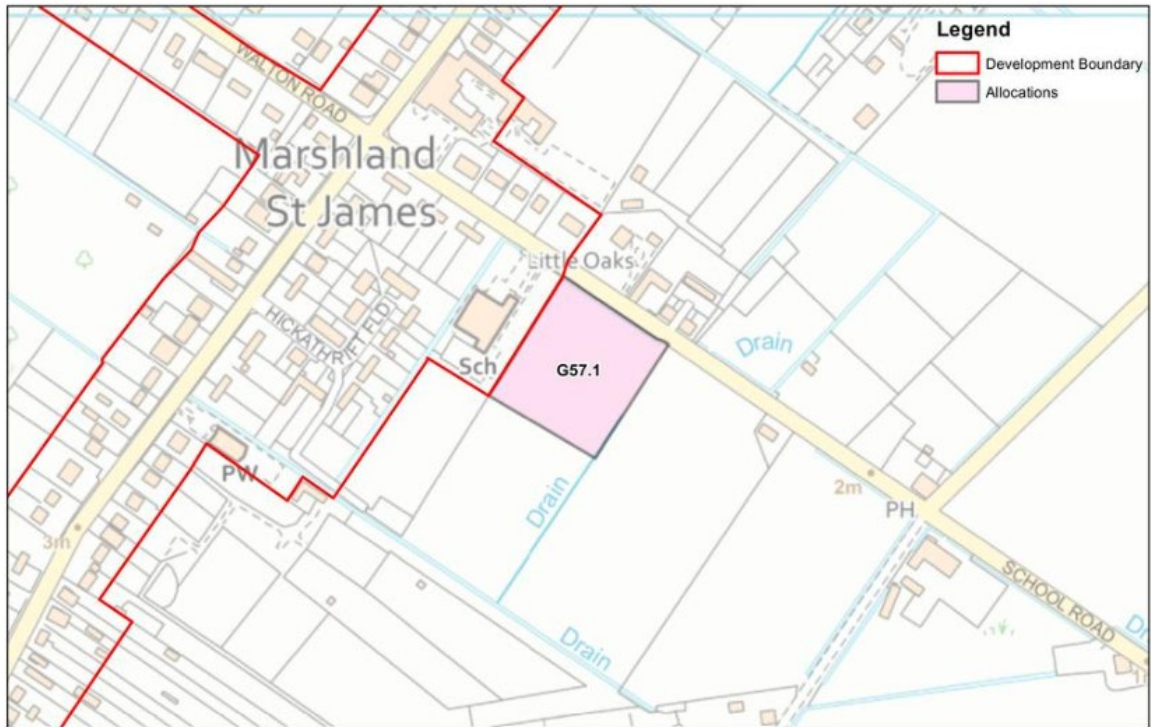 Legend
Development Boundary
Allocations
WALTON ROAD
Marshland
St James
Little Oaks
HICKATHRIFT FLD
Sch
G57.1
Drain
PW
Drain
2m
PH
3m
SCHOOL ROAD
Drain